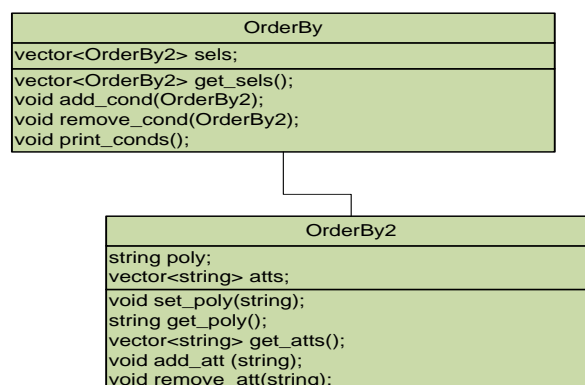 OrderBy
vector<OrderBy2> sels;
vector<OrderBy2> get_sels();
void add_cond(OrderBy2);
void remove_cond(OrderBy2);
void print_conds();
OrderBy2
string poly;
vector<string> atts;
void set_poly(string);
string get_poly();
vector<string> get_atts();
void add_att (string);
void remove_att(string);